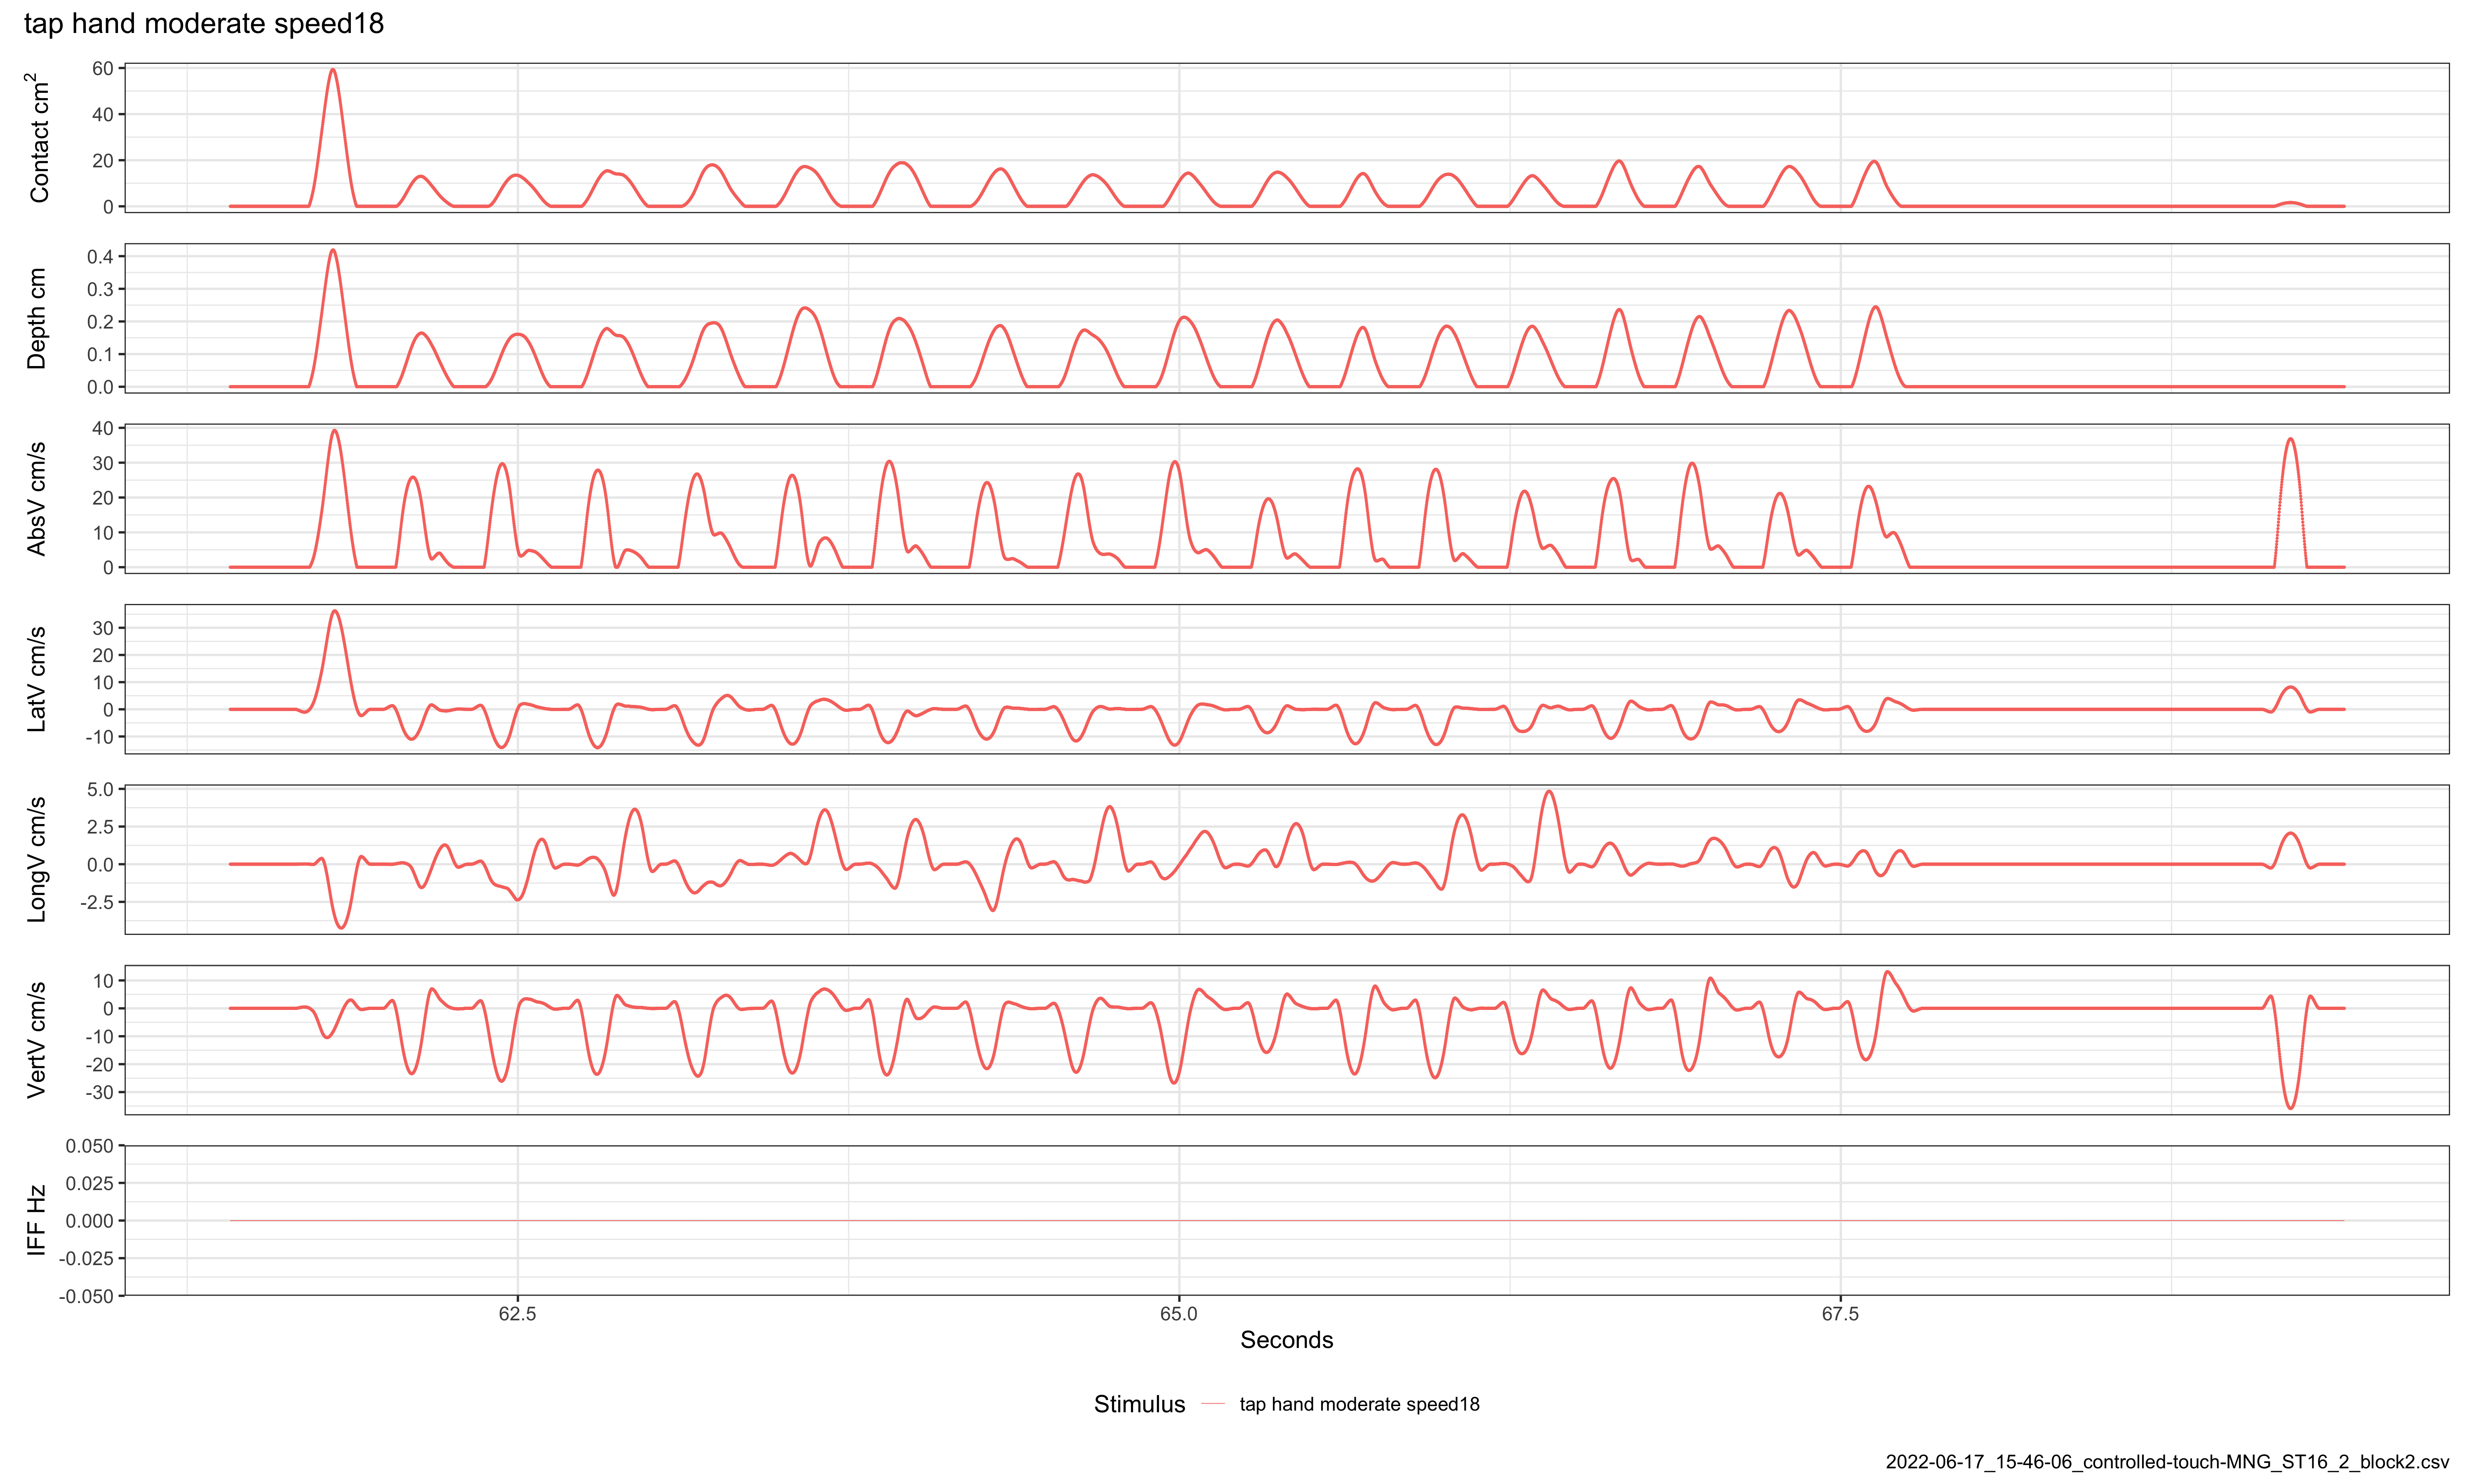 tap hand moderate speed18
Contact cm²
60
40
20
0
Depth cm
0.4
0.3
0.2
0.1
0.0
AbsV cm/s
40
30
20
10
0
LatV cm/s
30
20
10
0
-10
LongV cm/s
5.0
2.5
0.0
-2.5
VertV cm/s
10
0
-10
-20
-30
IFF Hz
0.050
0.025
0.000
-0.025
-0.050
62.5 65.0 67.5
Seconds
Stimulus tap hand moderate speed18
2022-06-17_15-46-06_controlled-touch-MNG_ST16_2_block2.csv